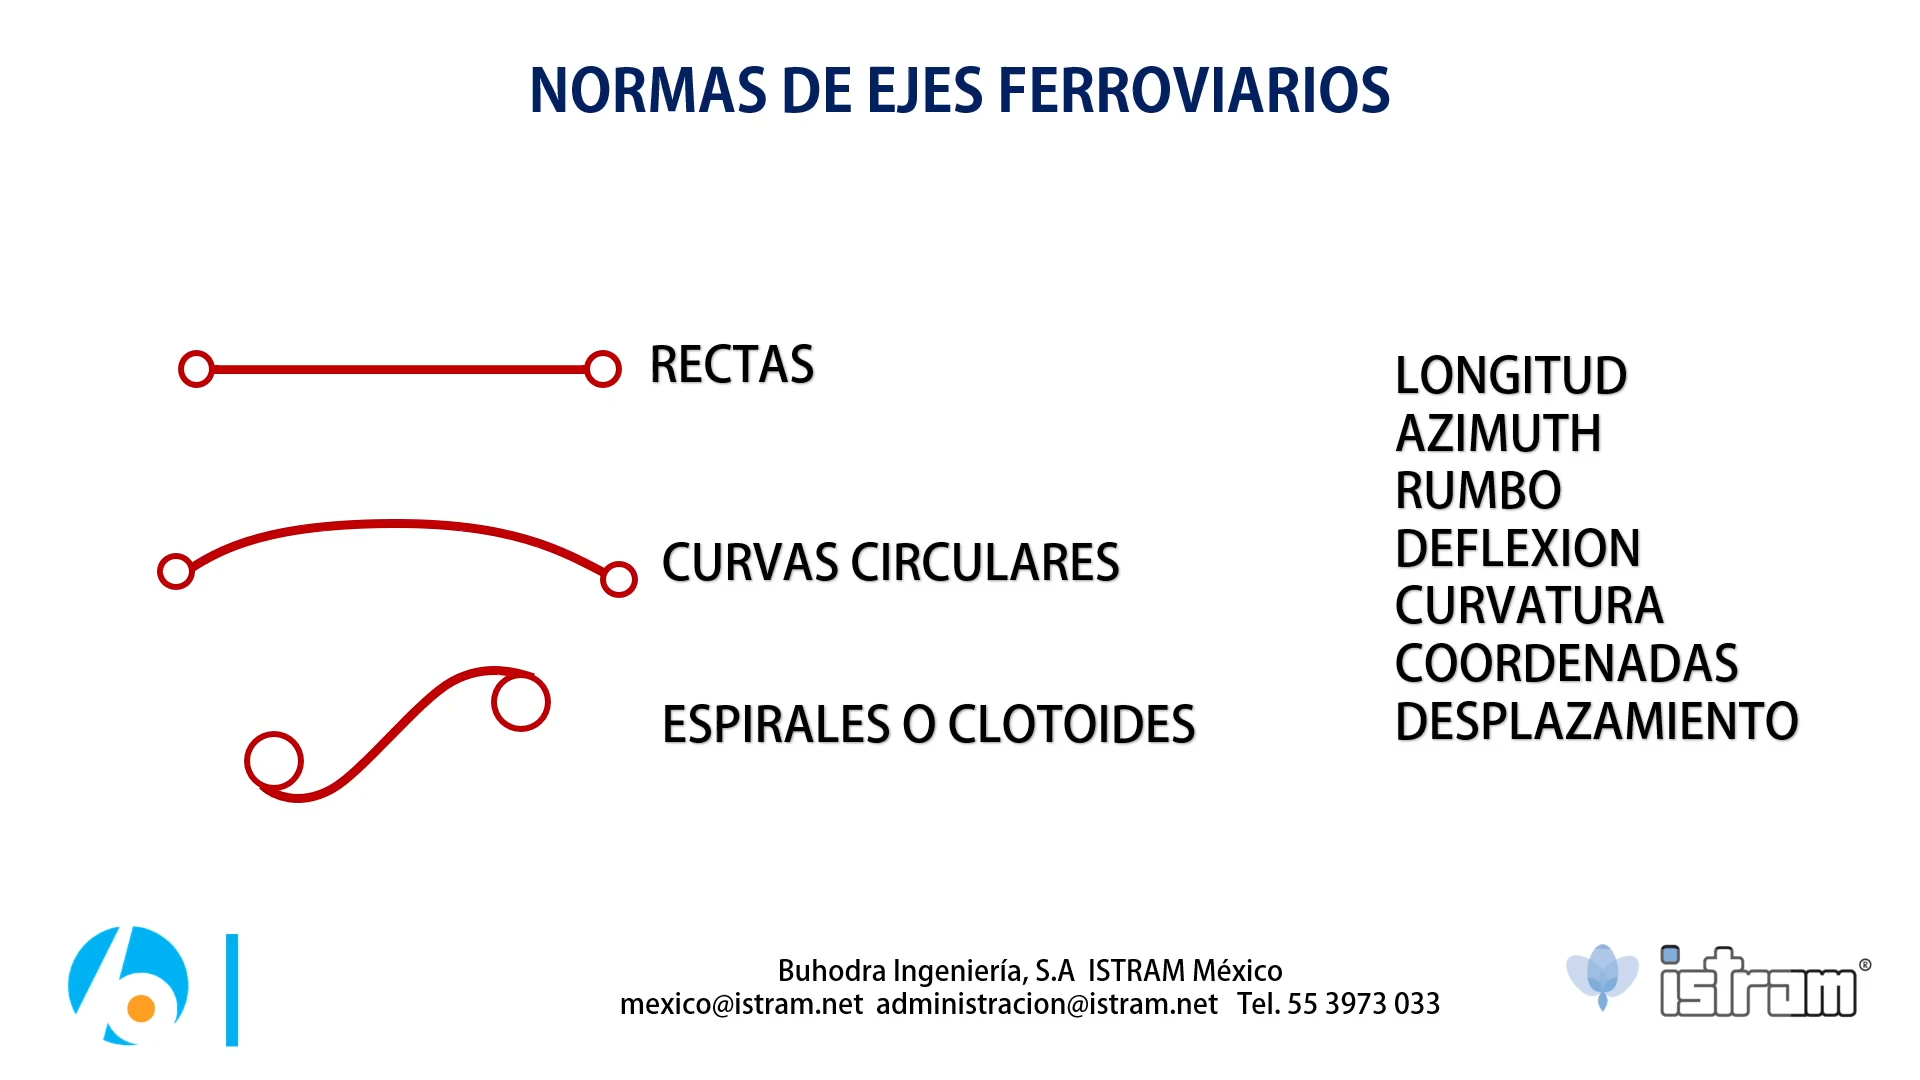 NORMAS DE EJES FERROVIARIOS
RECTAS
CURVAS CIRCULARES
ESPIRALES O CLOTOIDES
LONGITUD
AZIMUTH
RUMBO
DEFLEXION
CURVATURA
COORDENADAS
DESPLAZAMIENTO
Buhodra Ingeniería, S.A ISTRAM México
mexico@istram.net administracion@istram.net Tel. 55 3973 033
istram®